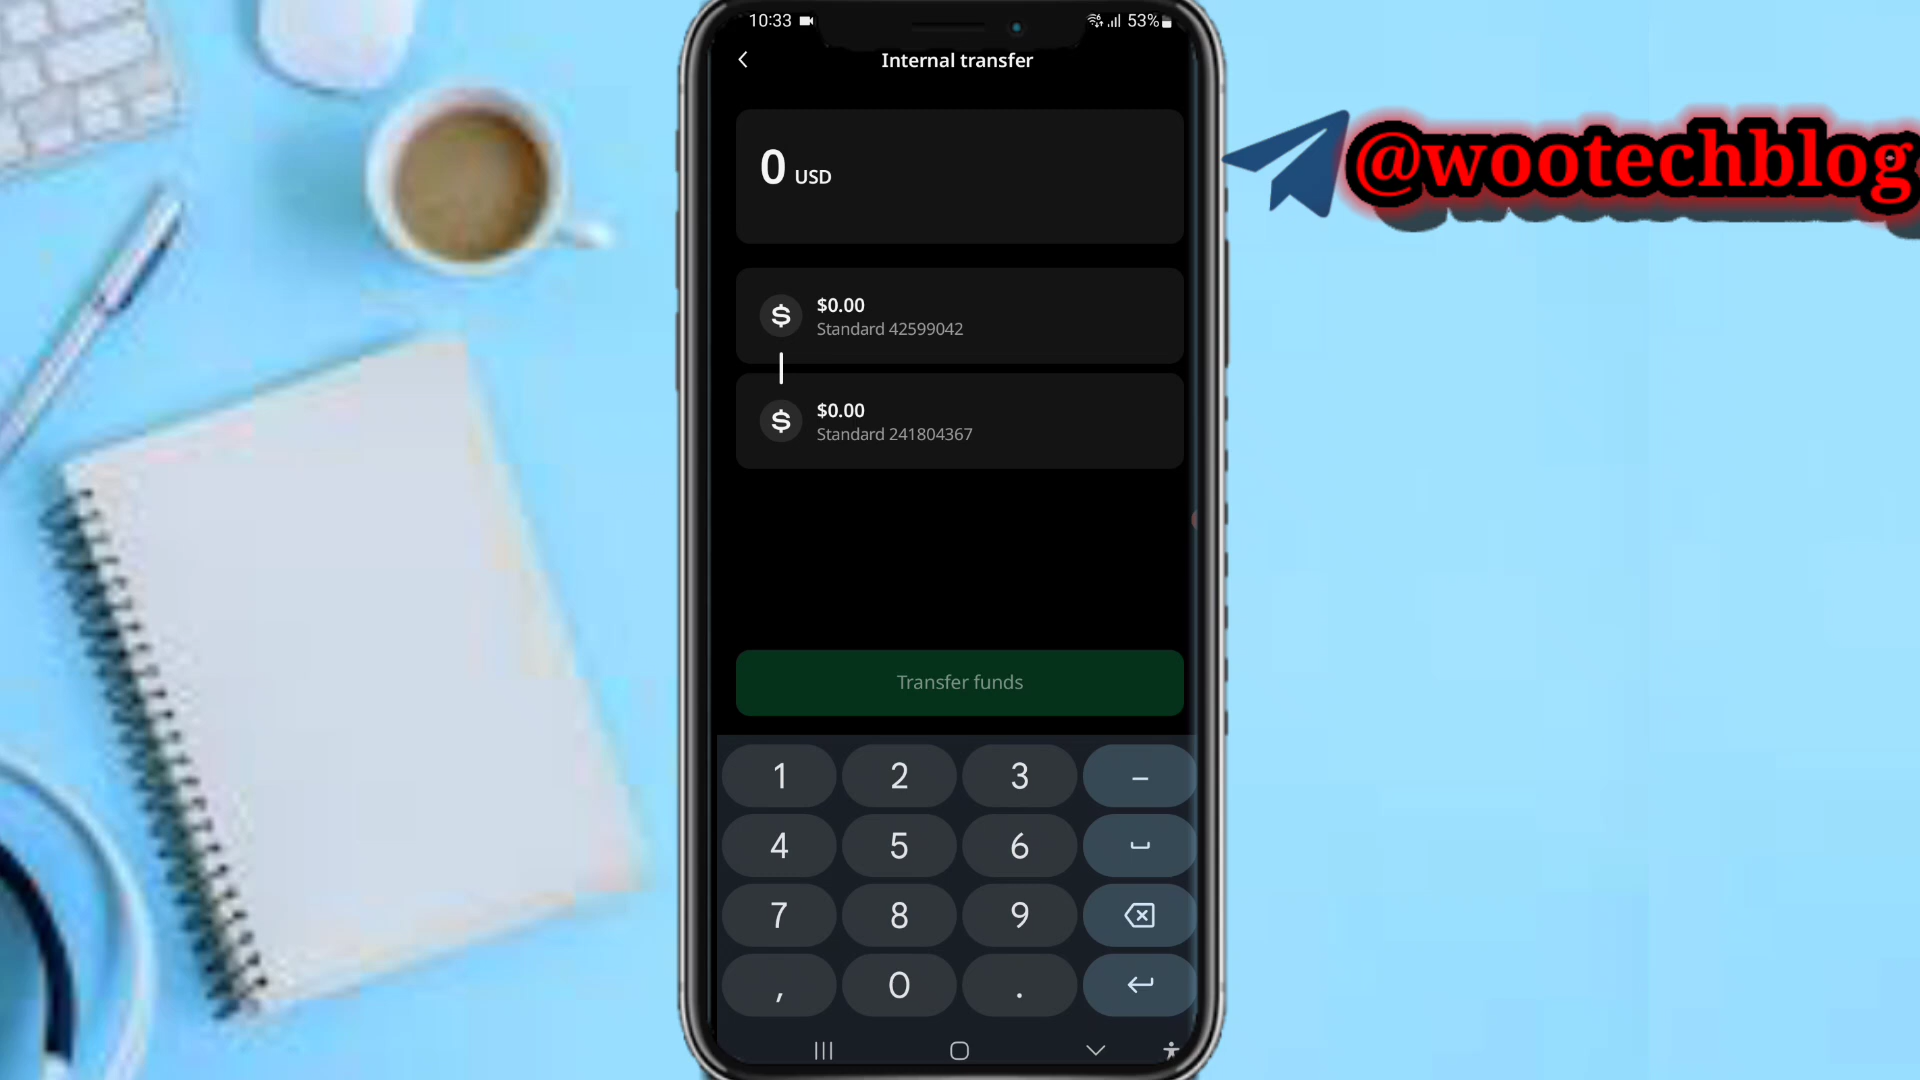 10:33
53%
Internal transfer
0 USD
$0.00
Standard 42599042
$0.00
Standard 241804367
Transfer funds
1 2 3 –
4 5 6
7 8 9
, 0 .
@wootechblog